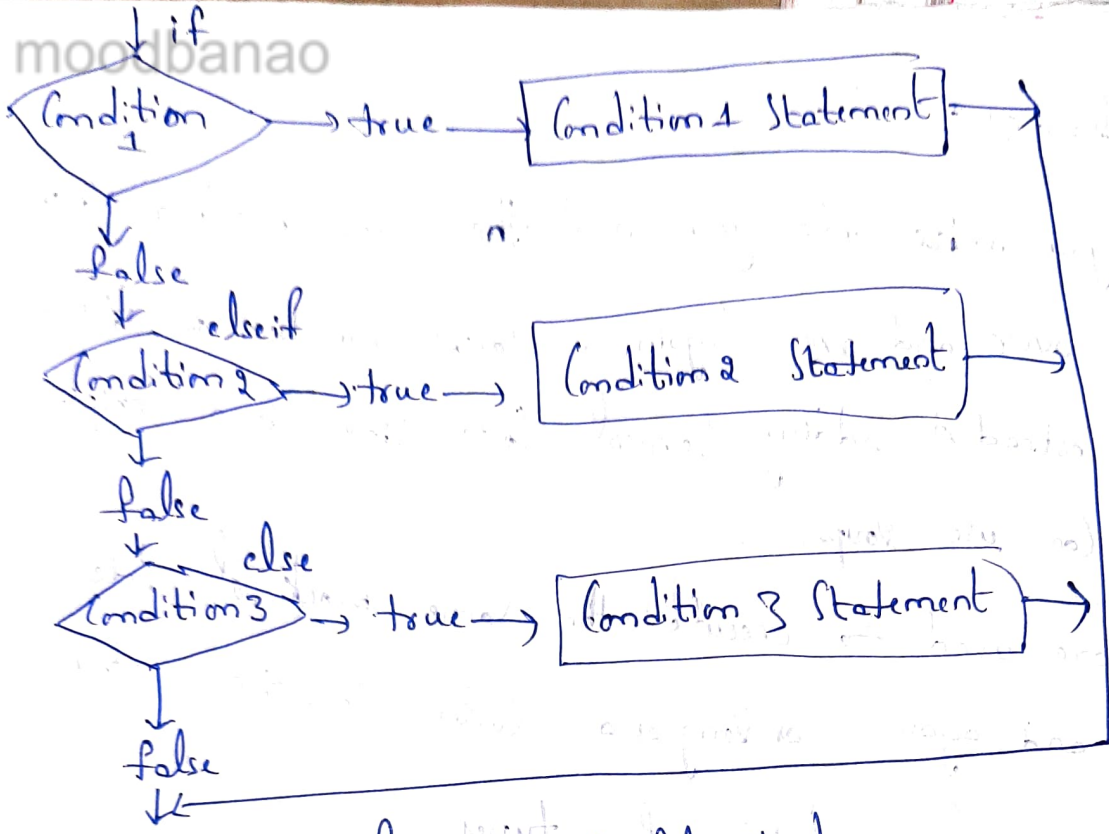 if
moodbanao
Condition
1
true
Condition 1 Statement
false
elseif
Condition 2
true
Condition 2 Statement
false
else
Condition 3
true
Condition 3 Statement
false